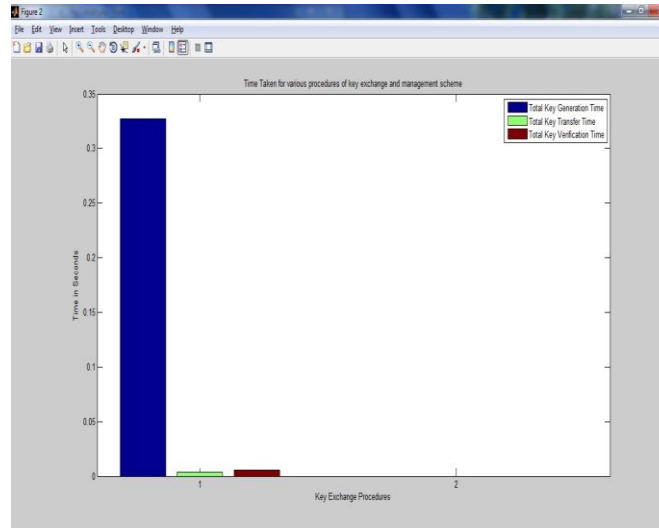 Figure 2
File Edit View Insert Tools Desktop Window Help
Time Taken for various procedures of key exchange and management scheme
Total Key Generation Time
Total Key Transfer Time
Total Key Verification Time
0.35
0.3
0.25
0.2
0.15
0.1
0.05
0
Time in Seconds
1 2
Key Exchange Procedures